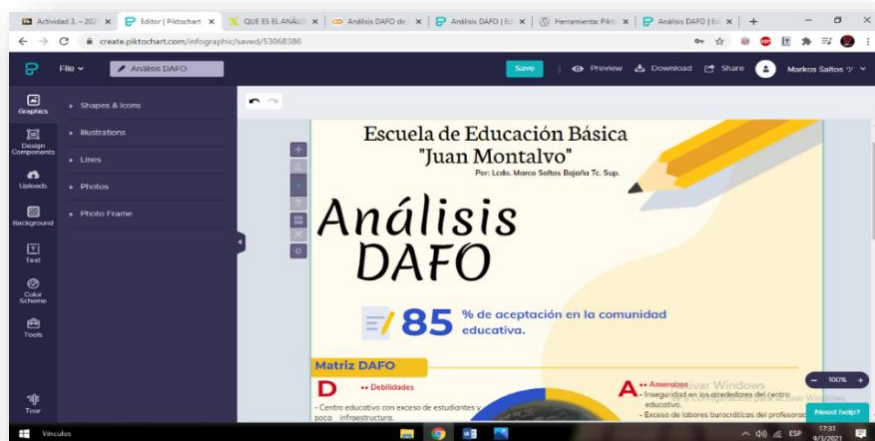 Actividad 3. – 202
Editor | Piktochart
QUE ES EL ANÁLIS
Análisis DAFO de
Análisis DAFO | Ed
Herramienta: Pikt
Análisis DAFO | Ed
create.piktochart.com/infographic/saved/53068386
File
Análisis DAFO
Save
Preview
Download
Share
Markos Saltos ツ
Graphics
Design
Components
Uploads
Background
Text
Color
Scheme
Tools
Tour
Shapes & Icons
Illustrations
Lines
Photos
Photo Frame
Escuela de Educación Básica
"Juan Montalvo"
Por: Lcdo. Marco Saltos Bajaña Tc. Sup.
Análisis
DAFO
85 % de aceptación en la comunidad
educativa.
Matriz DAFO
D •• Debilidades
- Centro educativo con exceso de estudiantes y
poca infraestructura.
A •• Amenazas
- Inseguridad en los alrededores del centro
educativo.
- Exceso de labores burocráticas del profesorado
Activar Windows
100%
Need help?
Vínculos
ESP
17:31
9/3/2021